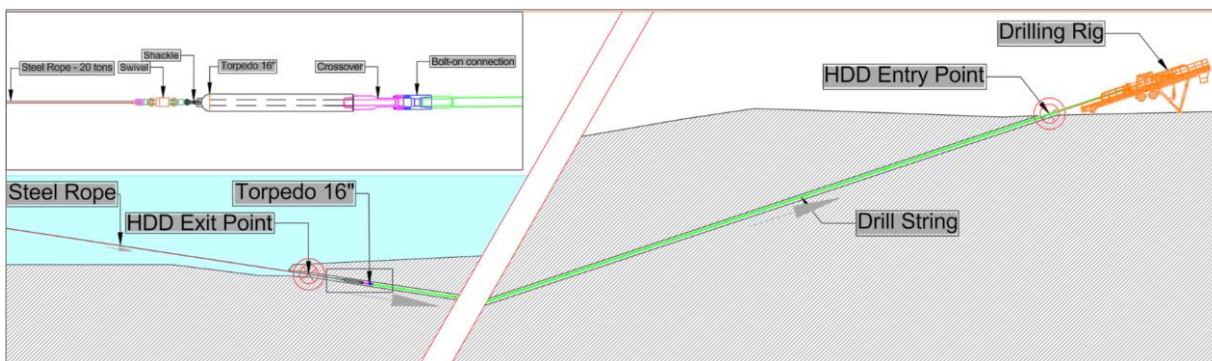 Steel Rope - 20 tons
Swivel
Shackle
Torpedo 16"
Crossover
Bolt-on connection
Drilling Rig
HDD Entry Point
Steel Rope
Torpedo 16"
HDD Exit Point
Drill String